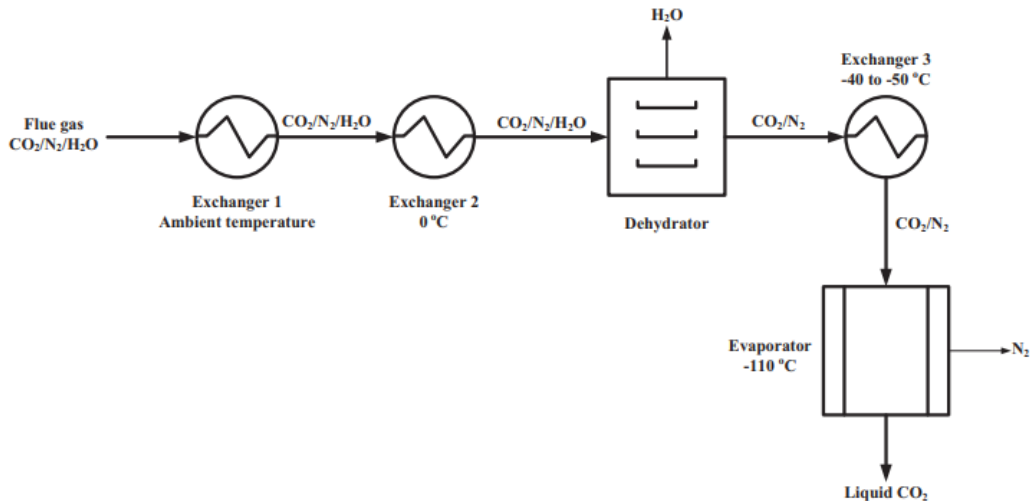 Flue gas
CO₂/N₂/H₂O
CO₂/N₂/H₂O
CO₂/N₂/H₂O
H₂O
CO₂/N₂
Exchanger 3
-40 to -50 °C
Exchanger 1
Ambient temperature
Exchanger 2
0 °C
Dehydrator
CO₂/N₂
Evaporator
-110 °C
N₂
Liquid CO₂